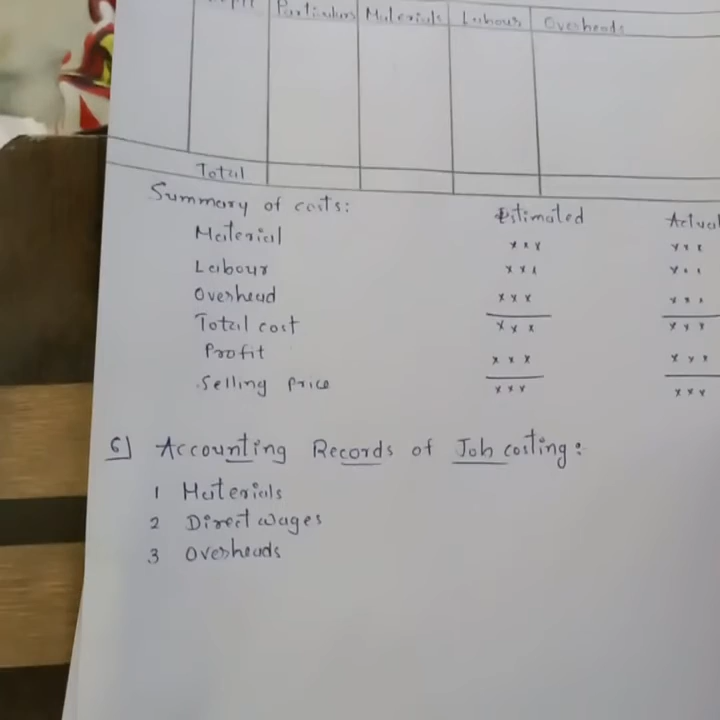 Particulars Materials Labour Overheads
Total
Summary of costs:
Estimated Actual
Material xxx xxx
Labour xxx xxx
Overhead xxx xxx
Total cost xxx xxx
Profit xxx xxx
Selling Price xxx xxx
6) Accounting Records of Job costing:
1 Materials
2 Direct wages
3 Overheads